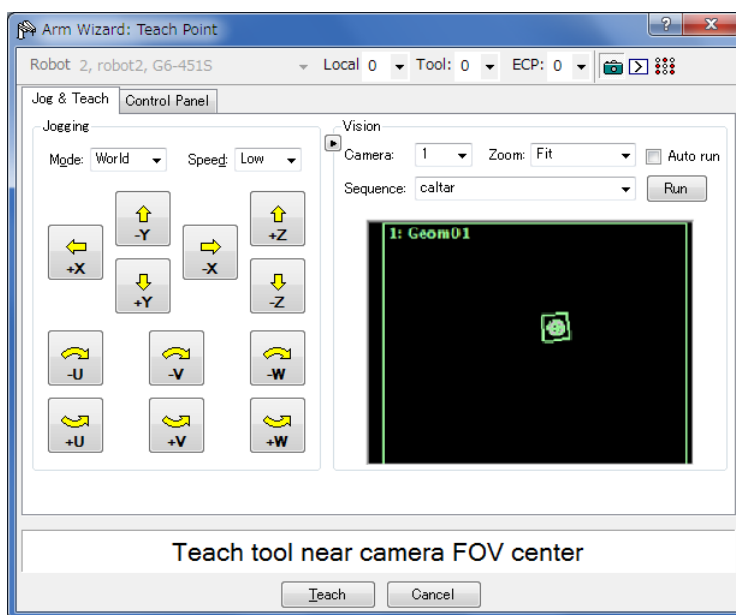 Arm Wizard: Teach Point
Robot 2, robot2, G6-451S Local 0 Tool: 0 ECP: 0
Jog & Teach Control Panel
Jogging
Mode: World Speed: Low
-Y
+Z
+X
-X
+Y
-Z
-U -V -W
+U +V +W
Vision
Camera: 1 Zoom: Fit Auto run
Sequence: caltar Run
1: Geom01
Teach tool near camera FOV center
Teach Cancel